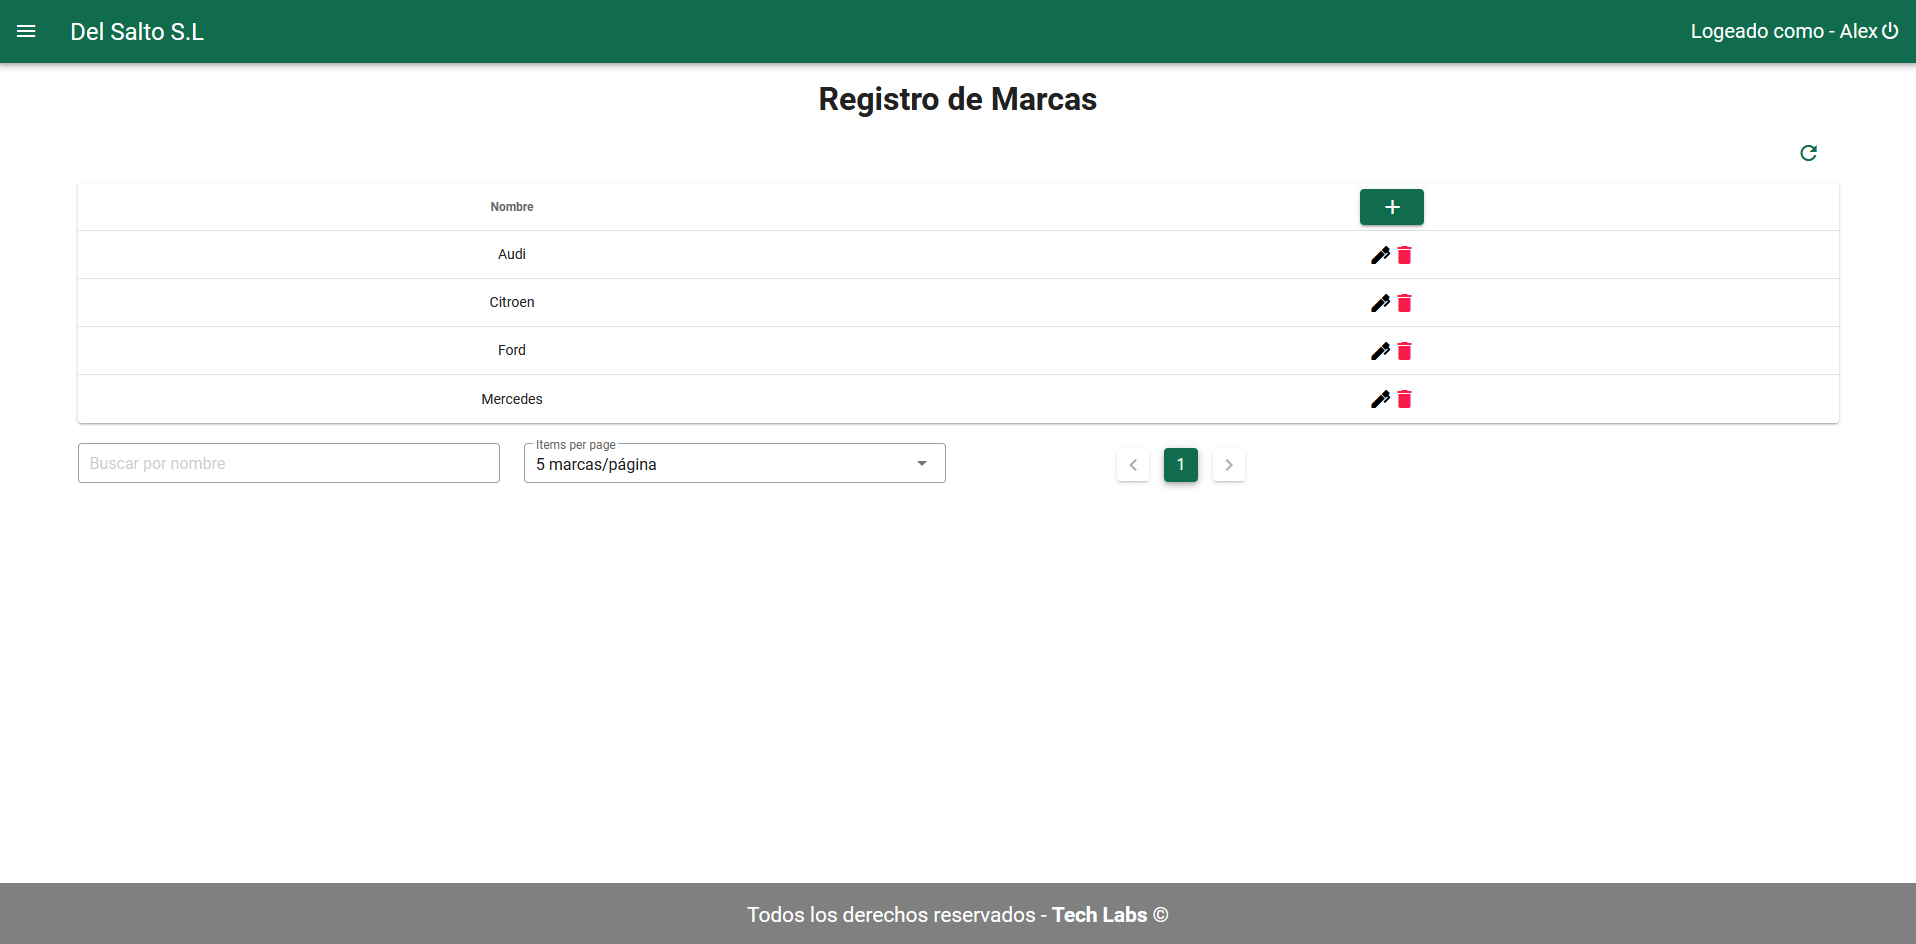 Del Salto S.L
Logeado como - Alex
Registro de Marcas
Nombre
Audi
Citroen
Ford
Mercedes
Buscar por nombre
Items per page
5 marcas/página
1
Todos los derechos reservados - Tech Labs ©